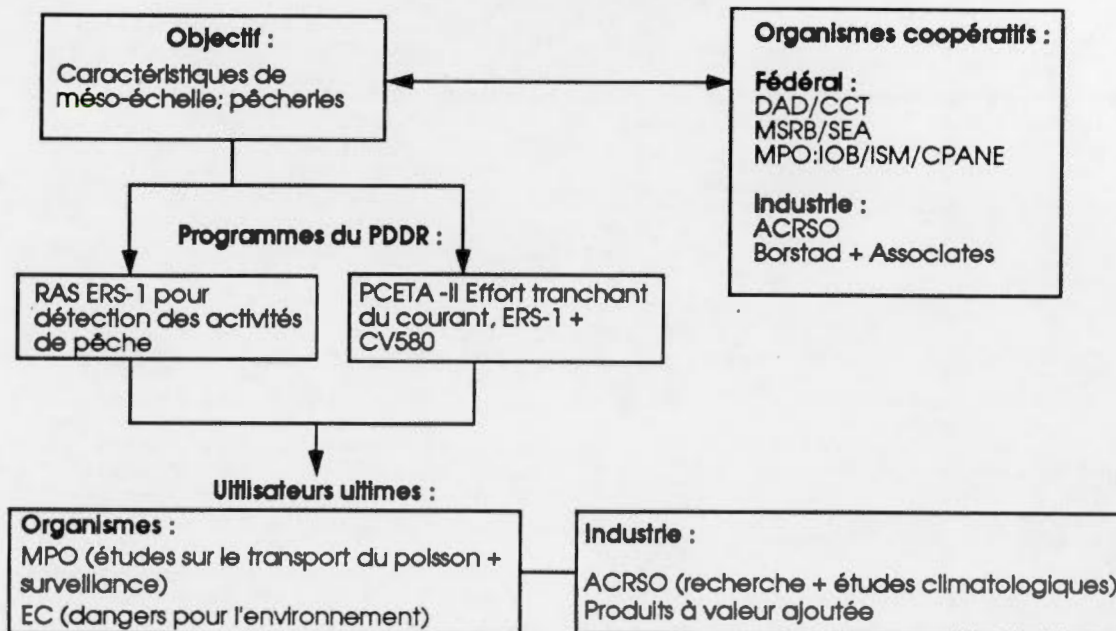 Objectif :
Caractéristiques de
méso-échelle; pêcheries
Organismes coopératifs :
Fédéral :
DAD/CCT
MSRB/SEA
MPO:IOB/ISM/CPANE
Industrie :
ACRSO
Borstad + Associates
Programmes du PDDR :
RAS ERS-1 pour
détection des activités
de pêche
PCETA -II Effort tranchant
du courant, ERS-1 +
CV580
Utilisateurs ultimes :
Organismes :
MPO (études sur le transport du poisson +
surveillance)
EC (dangers pour l'environnement)
Industrie :
ACRSO (recherche + études climatologiques)
Produits à valeur ajoutée